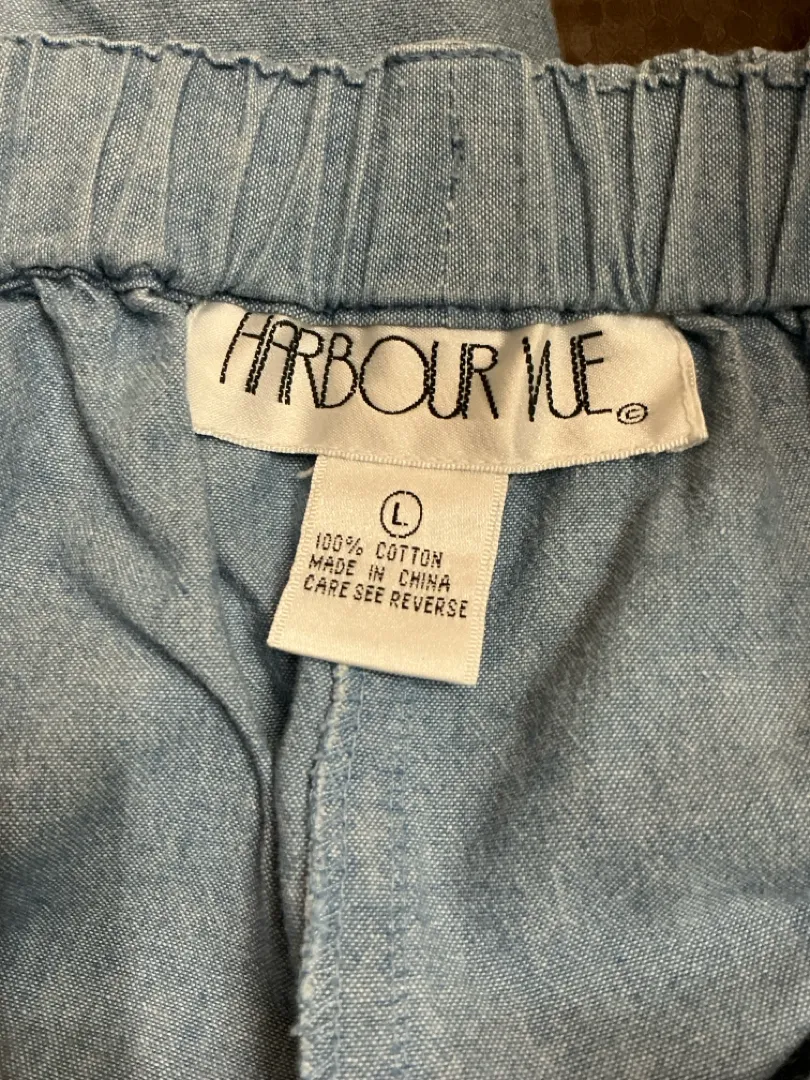 HARBOUR VUE ©
L
100% COTTON
MADE IN CHINA
CARE SEE REVERSE